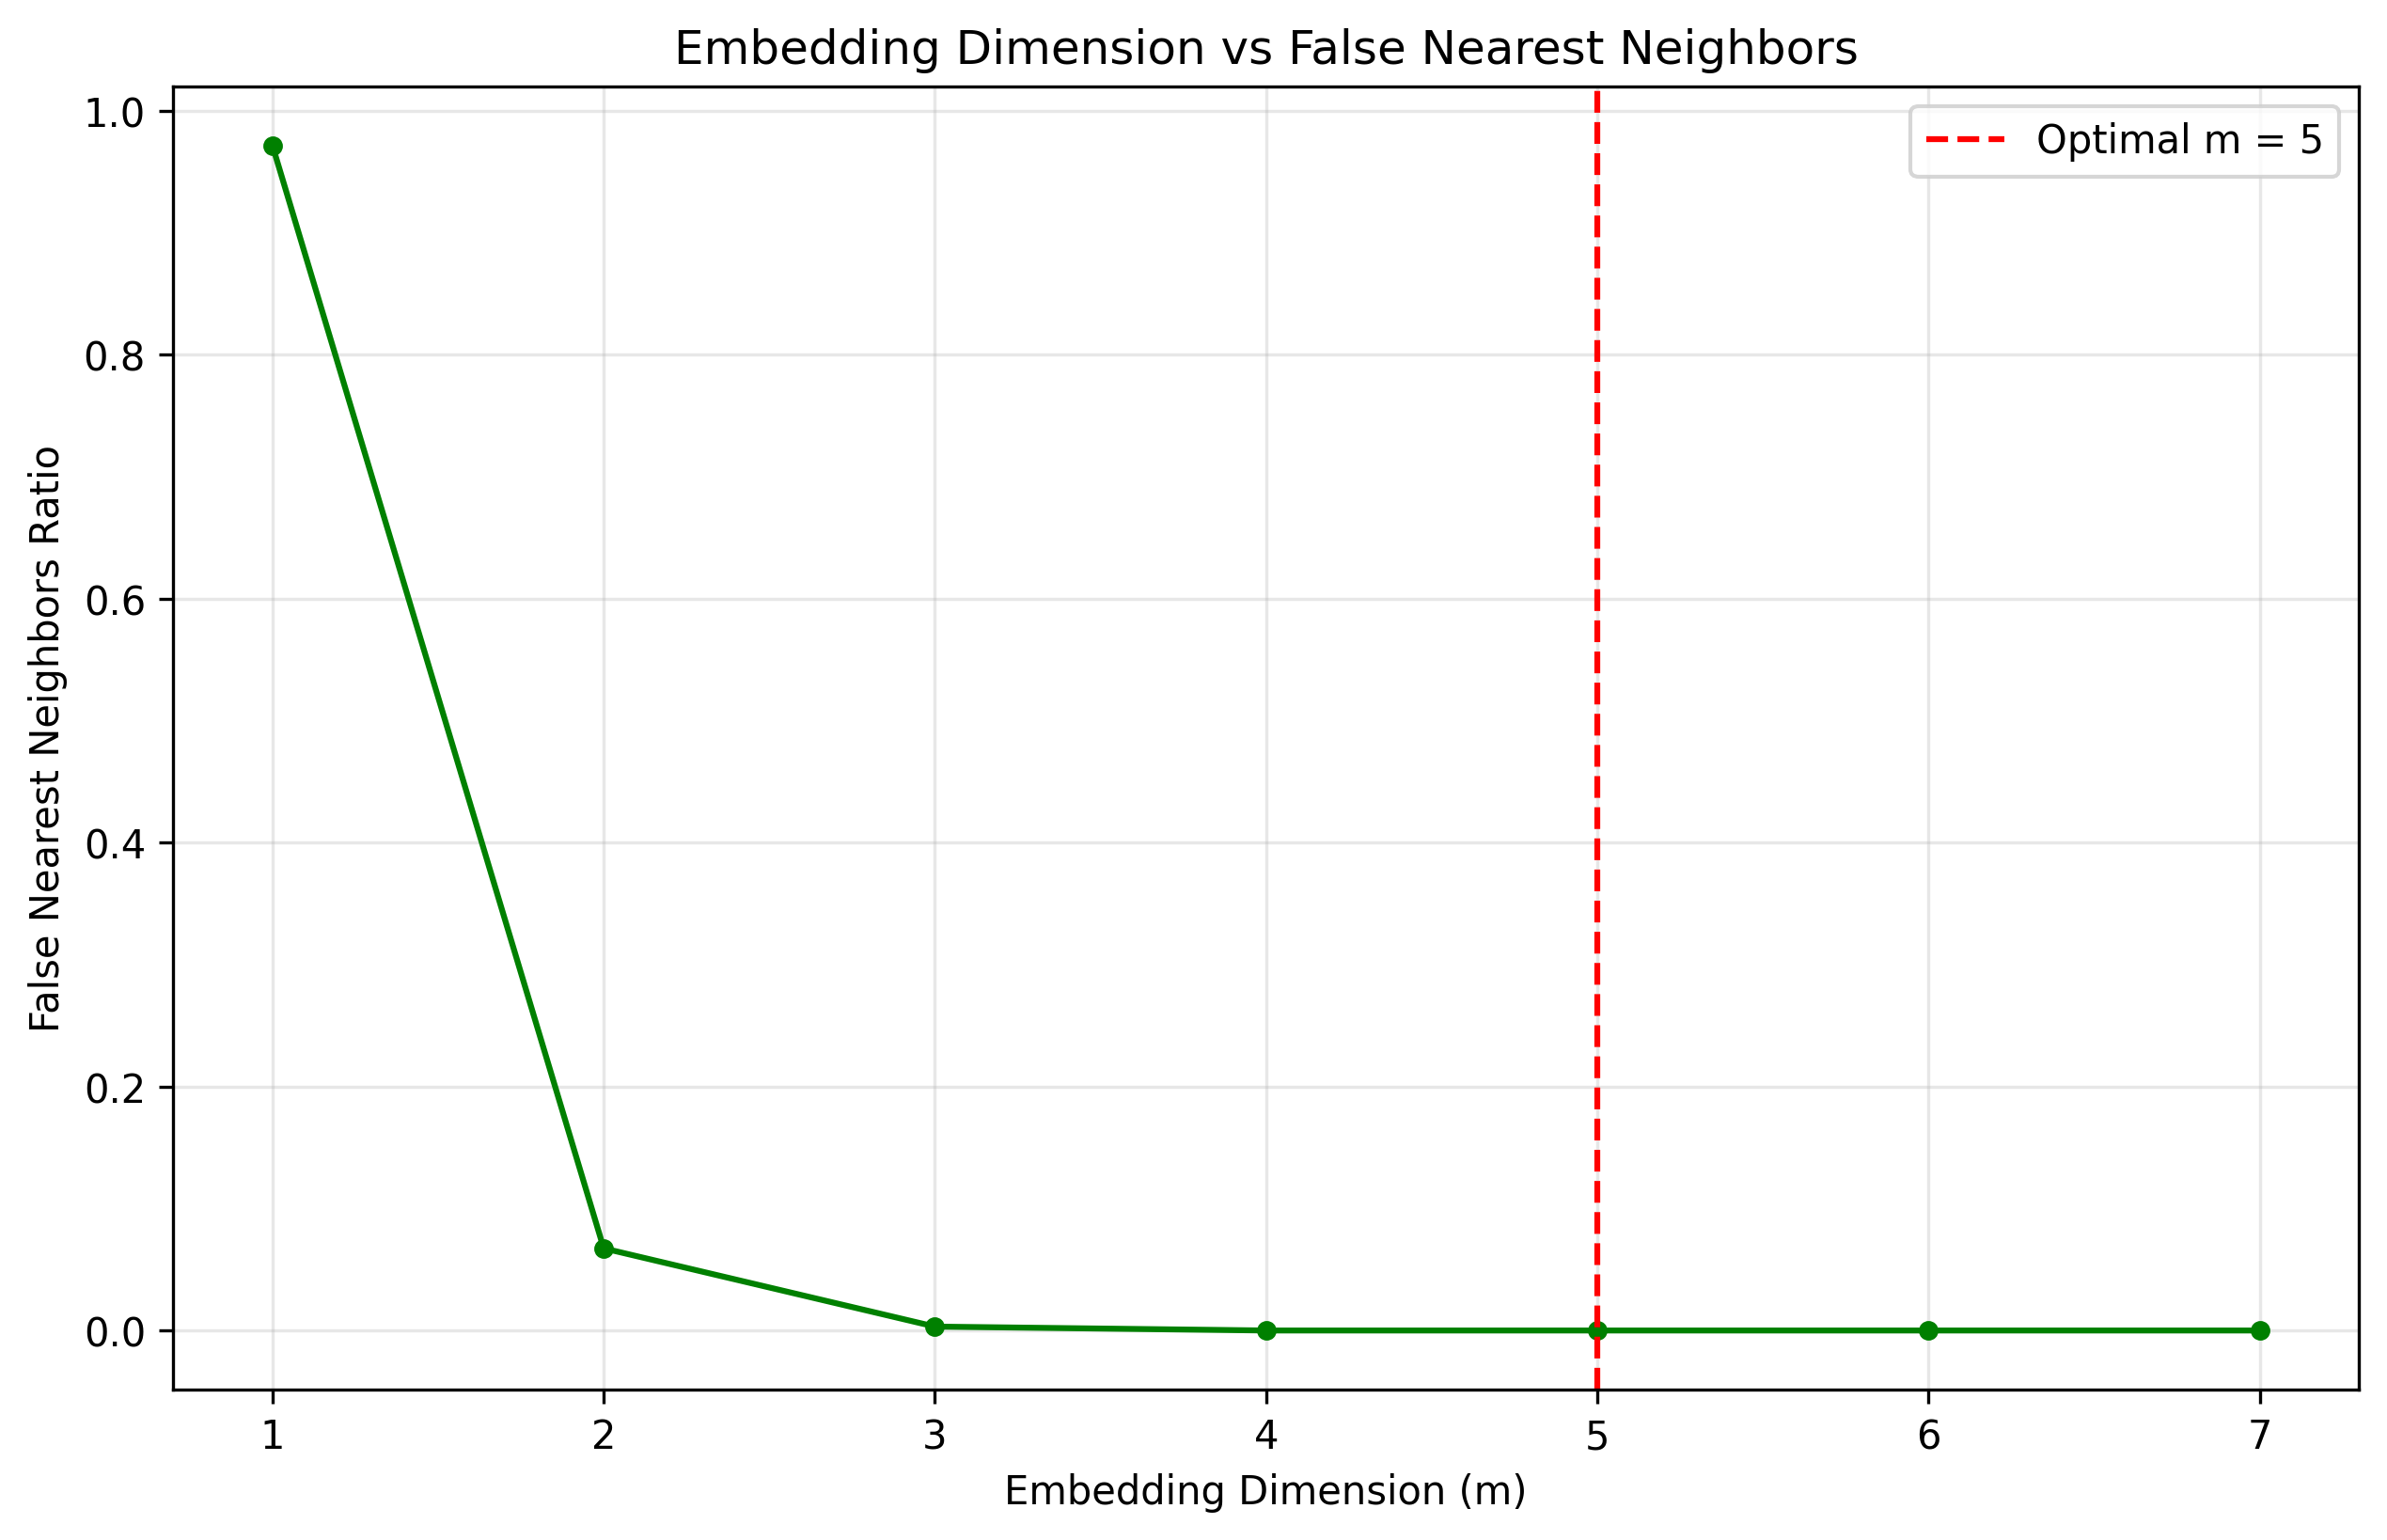 Embedding Dimension vs False Nearest Neighbors
Optimal m = 5
False Nearest Neighbors Ratio
1.0
0.8
0.6
0.4
0.2
0.0
1 2 3 4 5 6 7
Embedding Dimension (m)